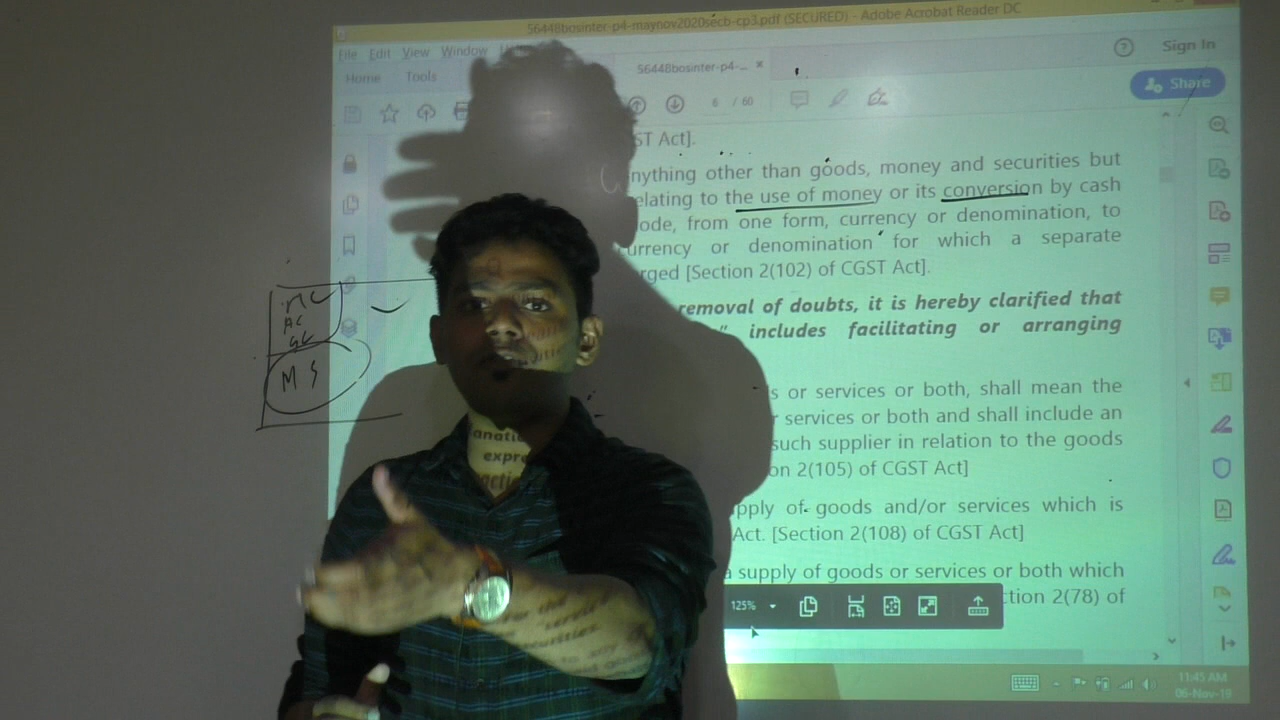 56448bosinter-p4-maynov2020secb-cp3.pdf (SECURED) - Adobe Acrobat Reader DC
File Edit View Window
Home Tools
56448bosinter-p4-... ×
Sign In
6 / 60
Share
ST Act].
nything other than goods, money and securities but
elating to the use of money or its conversion by cash
ode, from one form, currency or denomination, to
urrency or denomination for which a separate
rged [Section 2(102) of CGST Act].
removal of doubts, it is hereby clarified that
” includes facilitating or arranging
s or services or both, shall mean the
r services or both and shall include an
such supplier in relation to the goods
on 2(105) of CGST Act]
pply of goods and/or services which is
Act. [Section 2(108) of CGST Act]
a supply of goods or services or both which
ction 2(78) of
125%
11:45 AM
06-Nov-19
AC
MS
anati
expre